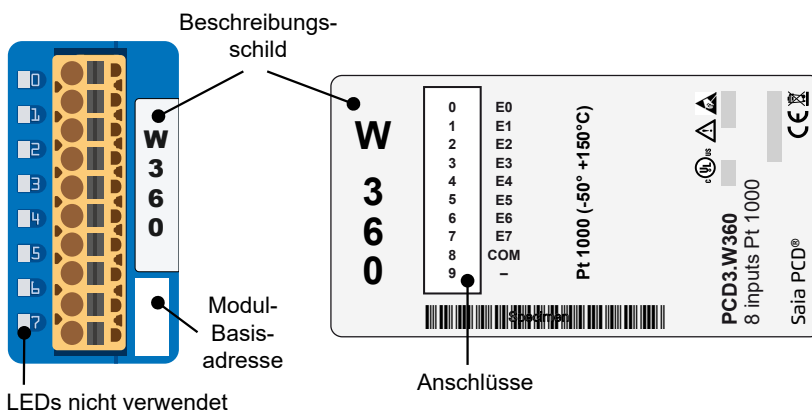 Beschreibungs-
schild
0
1
2
3
4
5
6
7
W
3
6
0
Modul-
Basis-
adresse
LEDs nicht verwendet
W
3
6
0
0 E0
1 E1
2 E2
3 E3
4 E4
5 E5
6 E6
7 E7
8 COM
9 –
Pt 1000 (-50° +150°C)
Specimen
Anschlüsse
c UL us
CE
PCD3.W360
8 inputs Pt 1000
Saia PCD®